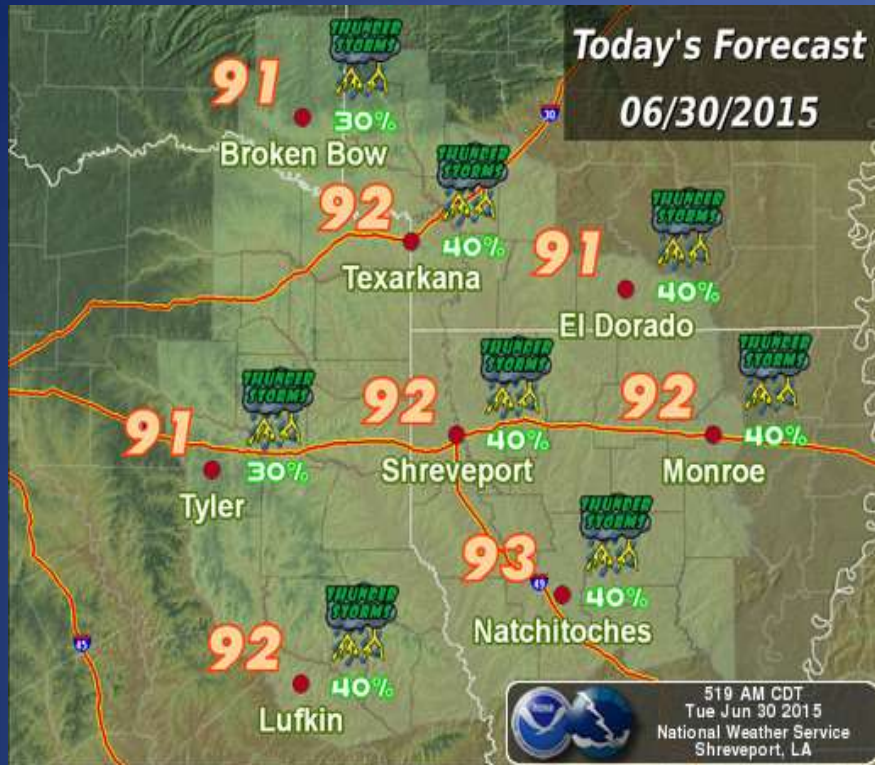 Today's Forecast
06/30/2015
THUNDER
STORMS
91
30%
Broken Bow
30
THUNDER
STORMS
92
40%
Texarkana
THUNDER
STORMS
91
40%
El Dorado
THUNDER
STORMS
91
30%
Tyler
THUNDER
STORMS
92
40%
Shreveport
THUNDER
STORMS
92
40%
Monroe
THUNDER
STORMS
93
49
40%
Natchitoches
45
THUNDER
STORMS
92
40%
Lufkin
noaa
519 AM CDT
Tue Jun 30 2015
National Weather Service
Shreveport, LA